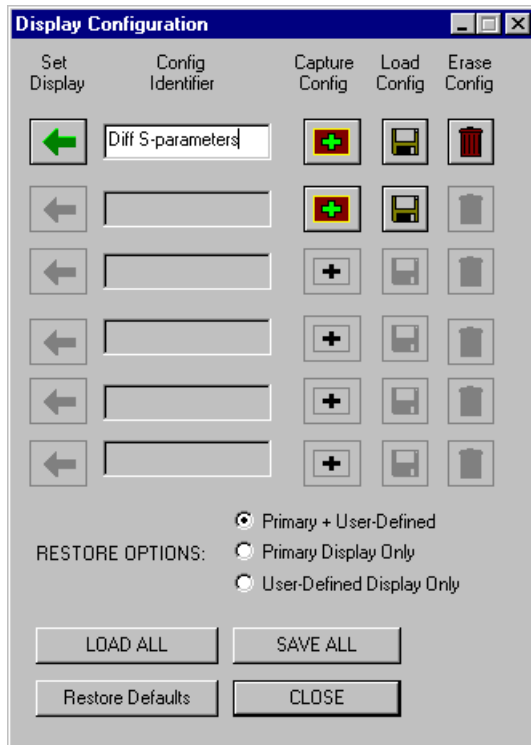 Display Configuration
Set Display
Config Identifier
Capture Config
Load Config
Erase Config
Diff S-parameters
RESTORE OPTIONS:
Primary + User-Defined
Primary Display Only
User-Defined Display Only
LOAD ALL
SAVE ALL
Restore Defaults
CLOSE